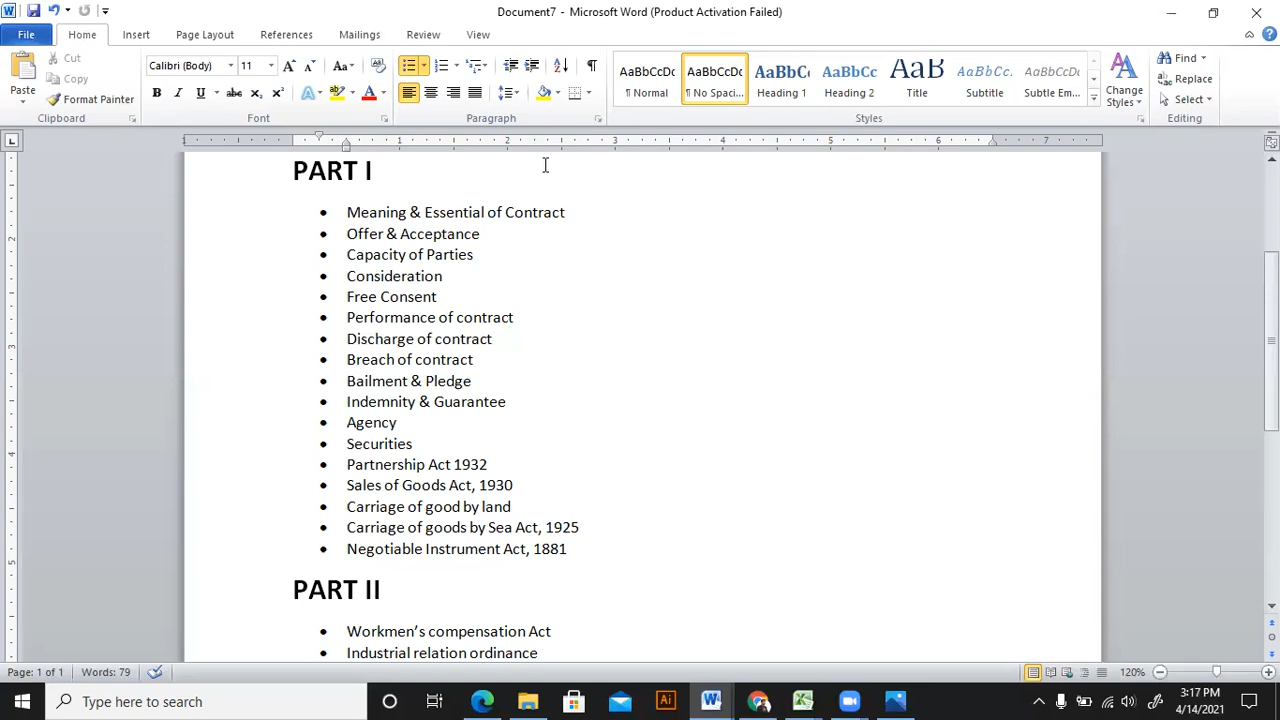 Document7 - Microsoft Word (Product Activation Failed)
File Home Insert Page Layout References Mailings Review View
Paste
Cut
Copy
Format Painter
Clipboard
Calibri (Body) 11
Font
Paragraph
AaBbCcDc AaBbCcDc AaBbC AaBbCc AaB AaBbCc. AaBbCcDc
¶ Normal ¶ No Spaci... Heading 1 Heading 2 Title Subtitle Subtle Em...
Change Styles
Styles
Find
Replace
Select
Editing
PART I
• Meaning & Essential of Contract
• Offer & Acceptance
• Capacity of Parties
• Consideration
• Free Consent
• Performance of contract
• Discharge of contract
• Breach of contract
• Bailment & Pledge
• Indemnity & Guarantee
• Agency
• Securities
• Partnership Act 1932
• Sales of Goods Act, 1930
• Carriage of good by land
• Carriage of goods by Sea Act, 1925
• Negotiable Instrument Act, 1881
PART II
• Workmen’s compensation Act
• Industrial relation ordinance
Page: 1 of 1 Words: 79 120%
Type here to search
3:17 PM
4/14/2021